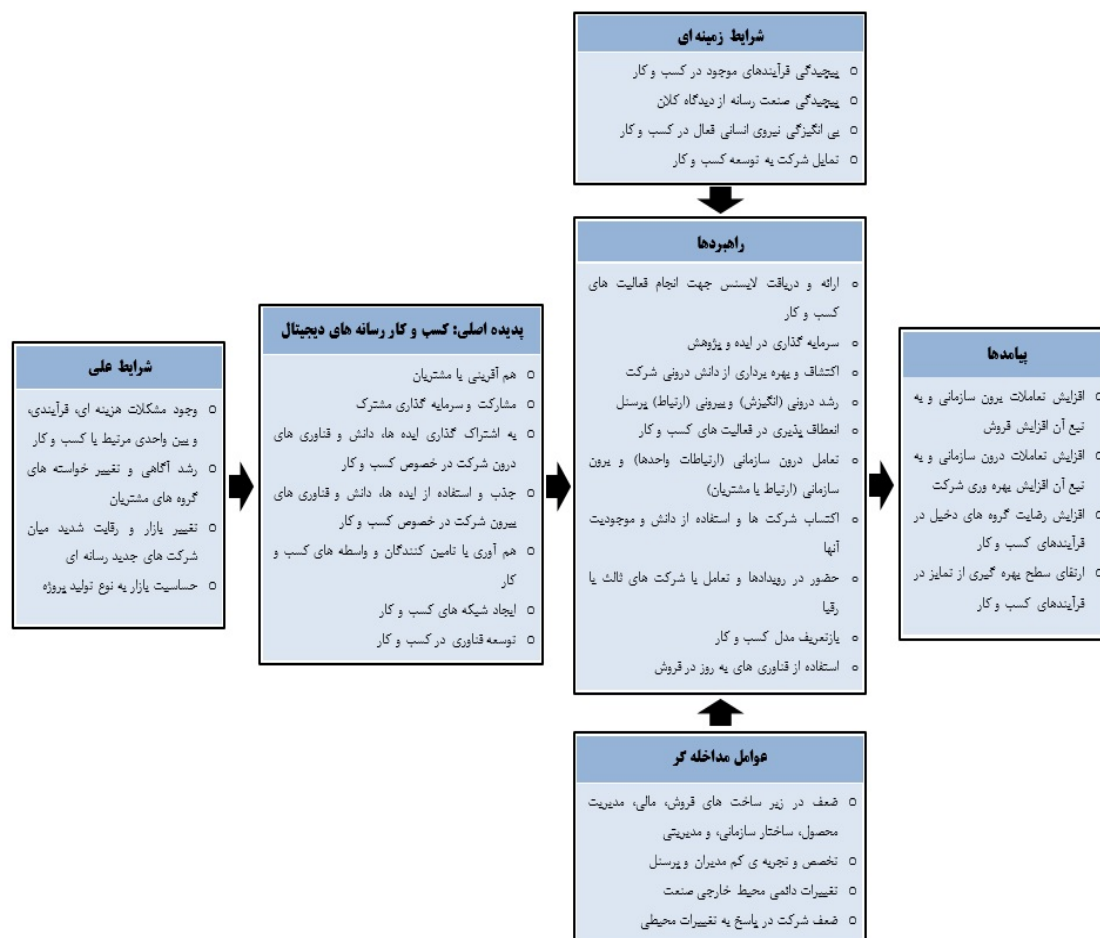 شرایط زمینه ای
پیچیدگی فرآیندهای موجود در کسب و کار
پیچیدگی صنعت رسانه از دیدگاه کلان
بی انگیزگی نیروی انسانی فعال در کسب و کار
تمایل شرکت به توسعه کسب و کار
راهبردها
ارائه و دریافت لایسنس جهت انجام فعالیت های
کسب و کار
سرمایه گذاری در ایده و پژوهش
اکتشاف و بهره برداری از دانش درونی شرکت
رشد درونی (انگیزش) و بیرونی (ارتباط) پرسنل
انعطاف پذیری در فعالیت های کسب و کار
تعامل درون سازمانی (ارتباطات واحدها) و برون
سازمانی (ارتباط با مشتریان)
اکتساب شرکت ها و استفاده از دانش و موجودیت
آنها
حضور در رویدادها و تعامل با شرکت های ثالث یا
رقبا
بازتعریف مدل کسب و کار
استفاده از فناوری های به روز در فروش
پدیده اصلی: کسب و کار رسانه های دیجیتال
هم آفرینی با مشتریان
مشارکت و سرمایه گذاری مشترک
به اشتراک گذاری ایده ها، دانش و فناوری های
درون شرکت در خصوص کسب و کار
جذب و استفاده از ایده ها، دانش و فناوری های
بیرون شرکت در خصوص کسب و کار
هم آوری با تامین کنندگان و واسطه های کسب و
کار
ایجاد شبکه های کسب و کار
توسعه فناوری در کسب و کار
شرایط علی
وجود مشکلات هزینه ای، فرآیندی،
و بین واحدی مرتبط با کسب و کار
رشد آگاهی و تغییر خواسته های
گروه های مشتریان
تغییر بازار و رقابت شدید میان
شرکت های جدید رسانه ای
حساسیت بازار به نوع تولید پروژه
پیامدها
افزایش تعاملات برون سازمانی و به
تبع آن افزایش فروش
افزایش تعاملات درون سازمانی و به
تبع آن افزایش بهره وری شرکت
افزایش رضایت گروه های دخیل در
فرآیندهای کسب و کار
ارتقای سطح بهره گیری از تمایز در
فرآیندهای کسب و کار
عوامل مداخله گر
ضعف در زیر ساخت های فروش، مالی، مدیریت
محصول، ساختار سازمانی، و مدیریتی
تخصص و تجربه ی کم مدیران و پرسنل
تغییرات دائمی محیط خارجی صنعت
ضعف شرکت در پاسخ به تغییرات محیطی